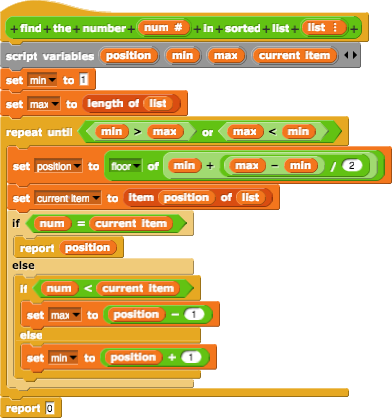 + find + the + number + num # + in + sorted + list + list ⋮ +
script variables position min max current item
set min to 1
set max to length of list
repeat until min > max or max < min
set position to floor of min + max - min / 2
set current item to item position of list
if num = current item
report position
else
if num < current item
set max to position - 1
else
set min to position + 1
report 0